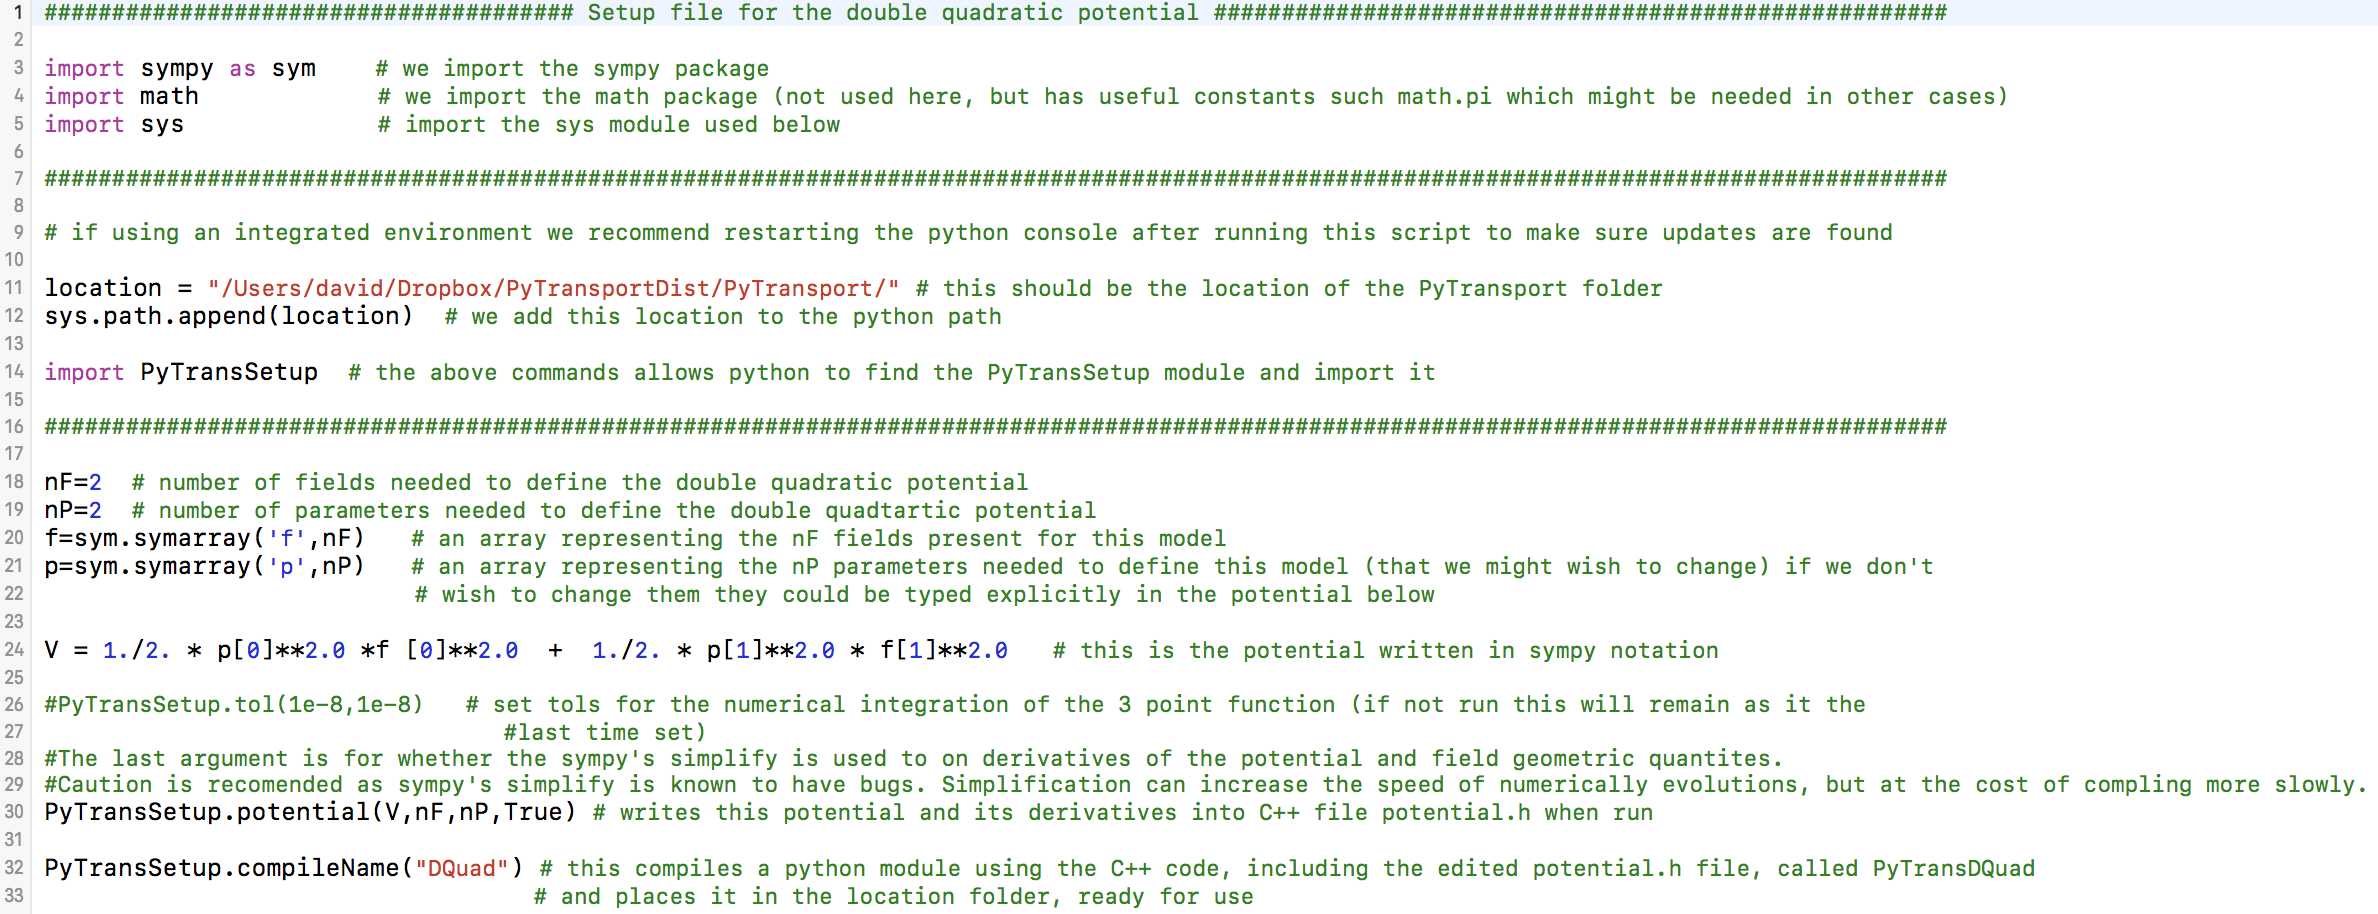 1 ####################################### Setup file for the double quadratic potential ######################################################
2
3 import sympy as sym    # we import the sympy package
4 import math             # we import the math package (not used here, but has useful constants such math.pi which might be needed in other cases)
5 import sys              # import the sys module used below
6
7 ############################################################################################################################################
8
9 # if using an integrated environment we recommend restarting the python console after running this script to make sure updates are found
10
11 location = "/Users/david/Dropbox/PyTransportDist/PyTransport/" # this should be the location of the PyTransport folder
12 sys.path.append(location)  # we add this location to the python path
13
14 import PyTransSetup  # the above commands allows python to find the PyTransSetup module and import it
15
16 ############################################################################################################################################
17
18 nF=2  # number of fields needed to define the double quadratic potential
19 nP=2  # number of parameters needed to define the double quadtartic potential
20 f=sym.symarray('f',nF)   # an array representing the nF fields present for this model
21 p=sym.symarray('p',nP)   # an array representing the nP parameters needed to define this model (that we might wish to change) if we don't
22                          # wish to change them they could be typed explicitly in the potential below
23
24 V = 1./2. * p[0]**2.0 *f [0]**2.0  +  1./2. * p[1]**2.0 * f[1]**2.0   # this is the potential written in sympy notation
25
26 #PyTransSetup.tol(1e-8,1e-8)   # set tols for the numerical integration of the 3 point function (if not run this will remain as it the
27                                 #last time set)
28 #The last argument is for whether the sympy's simplify is used to on derivatives of the potential and field geometric quantites.
29 #Caution is recomended as sympy's simplify is known to have bugs. Simplification can increase the speed of numerically evolutions, but at the cost of compling more slowly.
30 PyTransSetup.potential(V,nF,nP,True) # writes this potential and its derivatives into C++ file potential.h when run
31
32 PyTransSetup.compileName("DQuad") # this compiles a python module using the C++ code, including the edited potential.h file, called PyTransDQuad
33                                   # and places it in the location folder, ready for use